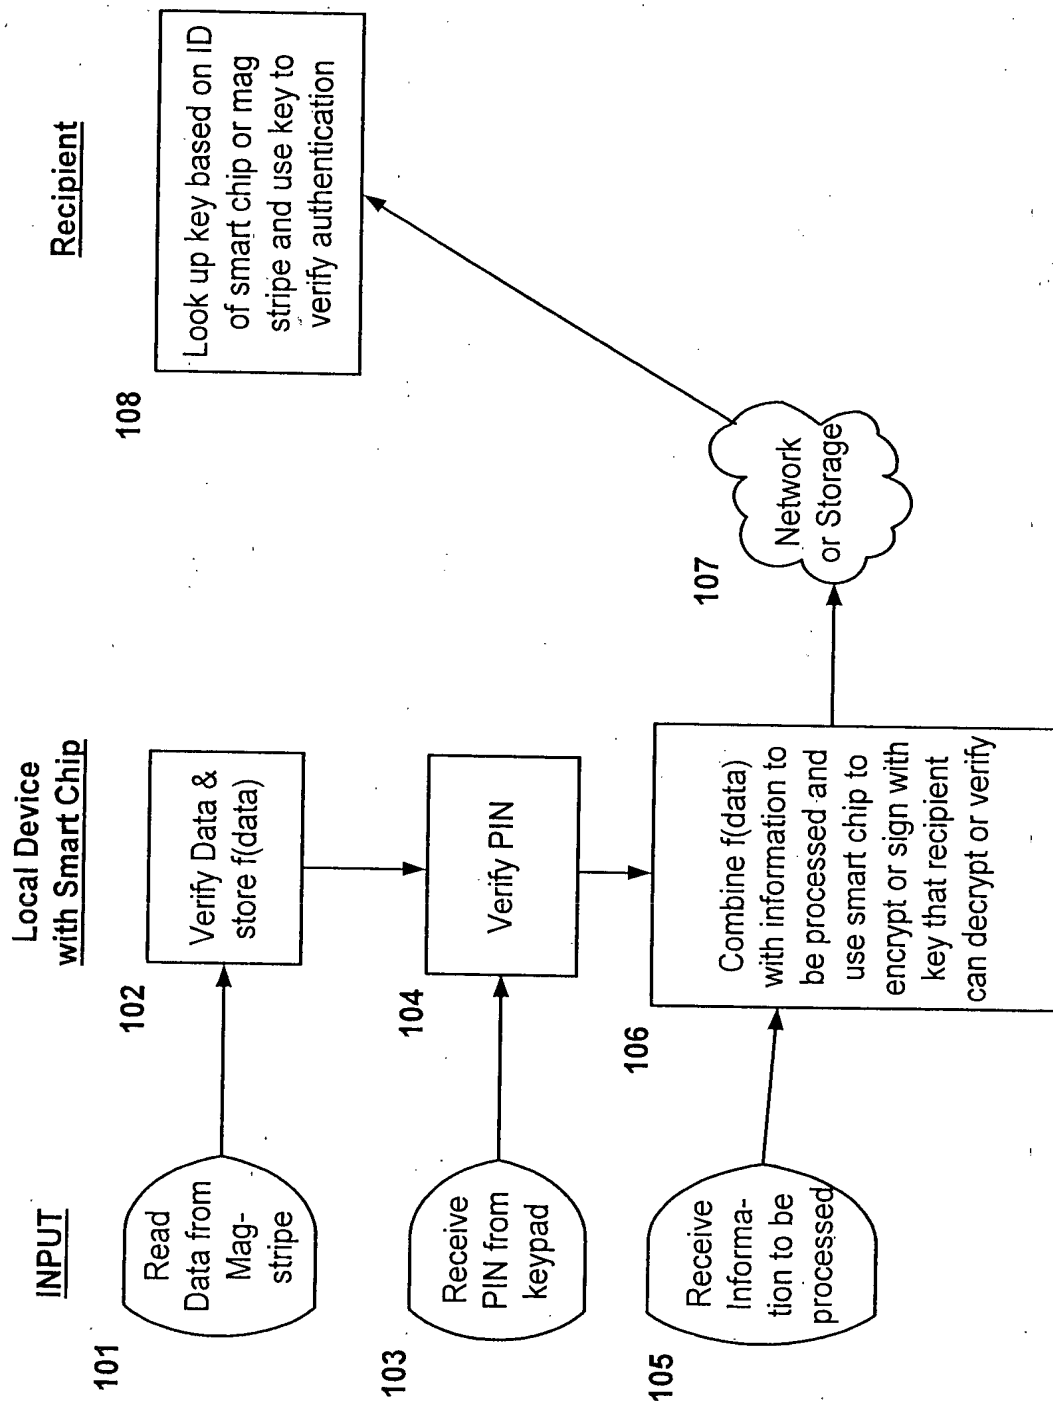 INPUT
Local Device
with Smart Chip
Recipient
101
Read
Data from
Mag-
stripe
102
Verify Data &
store f(data)
103
Receive
PIN from
keypad
104
Verify PIN
105
Receive
Informa-
tion to be
processed
106
Combine f(data)
with information to
be processed and
use smart chip to
encrypt or sign with
key that recipient
can decrypt or verify
107
Network
or Storage
108
Look up key based on ID
of smart chip or mag
stripe and use key to
verify authentication